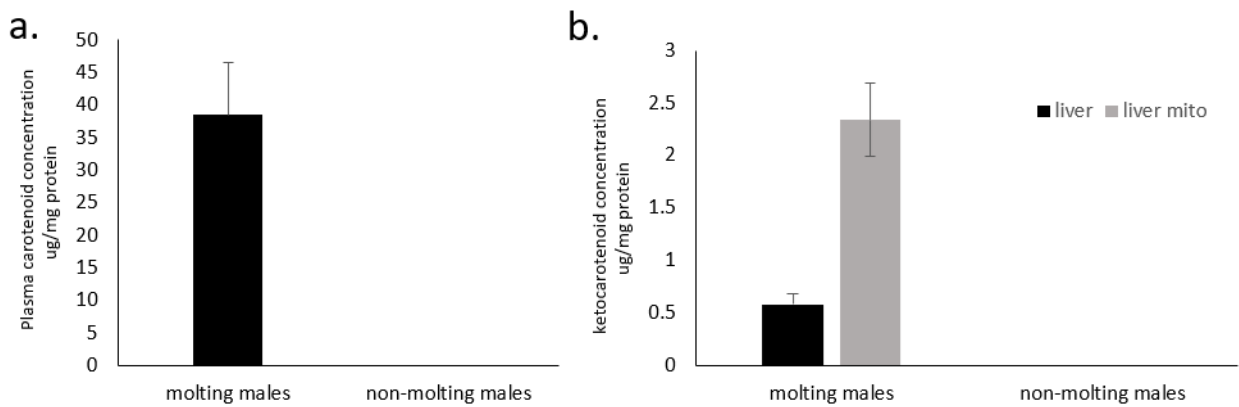 a.
Plasma carotenoid concentration
ug/mg protein
50
45
40
35
30
25
20
15
10
5
0
molting males
non-molting males
b.
ketocarotenoid concentration
ug/mg protein
3
2.5
2
1.5
1
0.5
0
liver
liver mito
molting males
non-molting males